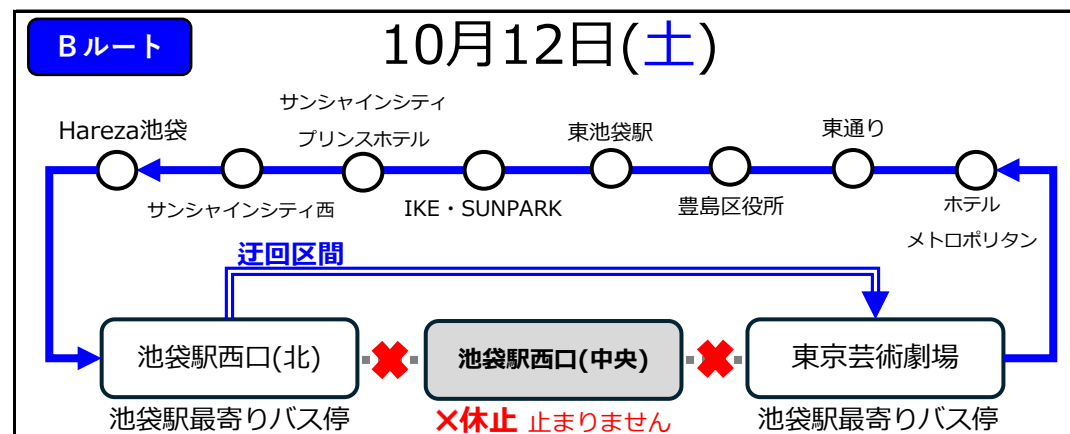 Bルート
10月12日(土)
サンシャインシティ
プリンスホテル
Hareza池袋
東池袋駅
東通り
サンシャインシティ西
IKE・SUNPARK
豊島区役所
ホテル
メトロポリタン
迂回区間
池袋駅西口(北)
池袋駅西口(中央)
東京芸術劇場
池袋駅最寄りバス停
×休止 止まりません
池袋駅最寄りバス停